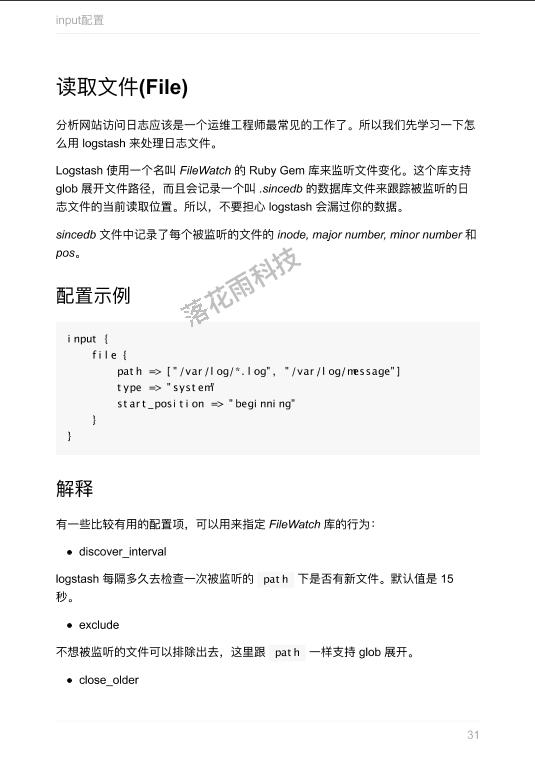 input配置
读取文件(File)
分析网站访问日志应该是一个运维工程师最常见的工作了。所以我们先学习一下怎
么用 logstash 来处理日志文件。
Logstash 使用一个名叫 FileWatch 的 Ruby Gem 库来监听文件变化。这个库支持
glob 展开文件路径，而且会记录一个叫 .sincedb 的数据库文件来跟踪被监听的日
志文件的当前读取位置。所以，不要担心 logstash 会漏过你的数据。
sincedb 文件中记录了每个被监听的文件的 inode, major number, minor number 和
pos。
落花雨科技
配置示例
input {
    file {
        path => ["/var/log/*.log", "/var/log/message"]
        type => "system"
        start_position => "beginning"
    }
}
解释
有一些比较有用的配置项，可以用来指定 FileWatch 库的行为：
● discover_interval
logstash 每隔多久去检查一次被监听的 path 下是否有新文件。默认值是 15
秒。
● exclude
不想被监听的文件可以排除出去，这里跟 path 一样支持 glob 展开。
● close_older
31